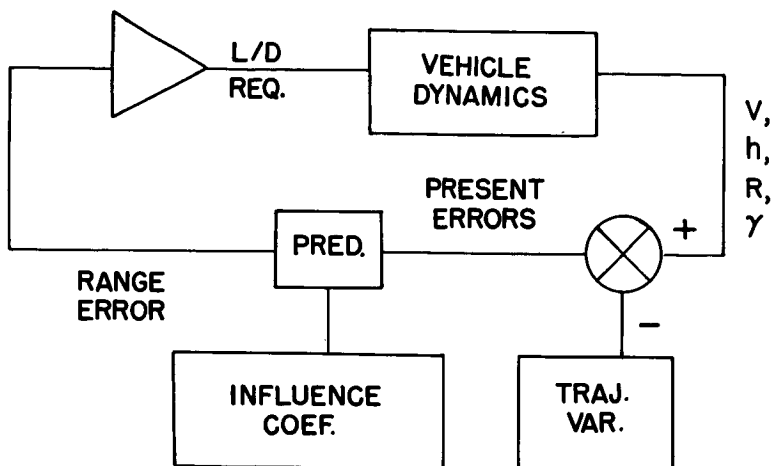 L/D
REQ.
VEHICLE
DYNAMICS
V,
h,
R,
γ
PRESENT
ERRORS
+
PRED.
RANGE
ERROR
−
INFLUENCE
COEF.
TRAJ.
VAR.